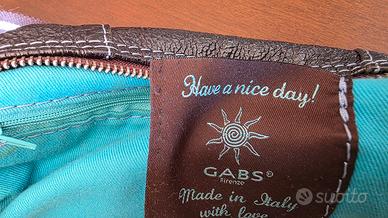 Have a nice day!
GABS®
firenze
Made in Italy
with love
subito